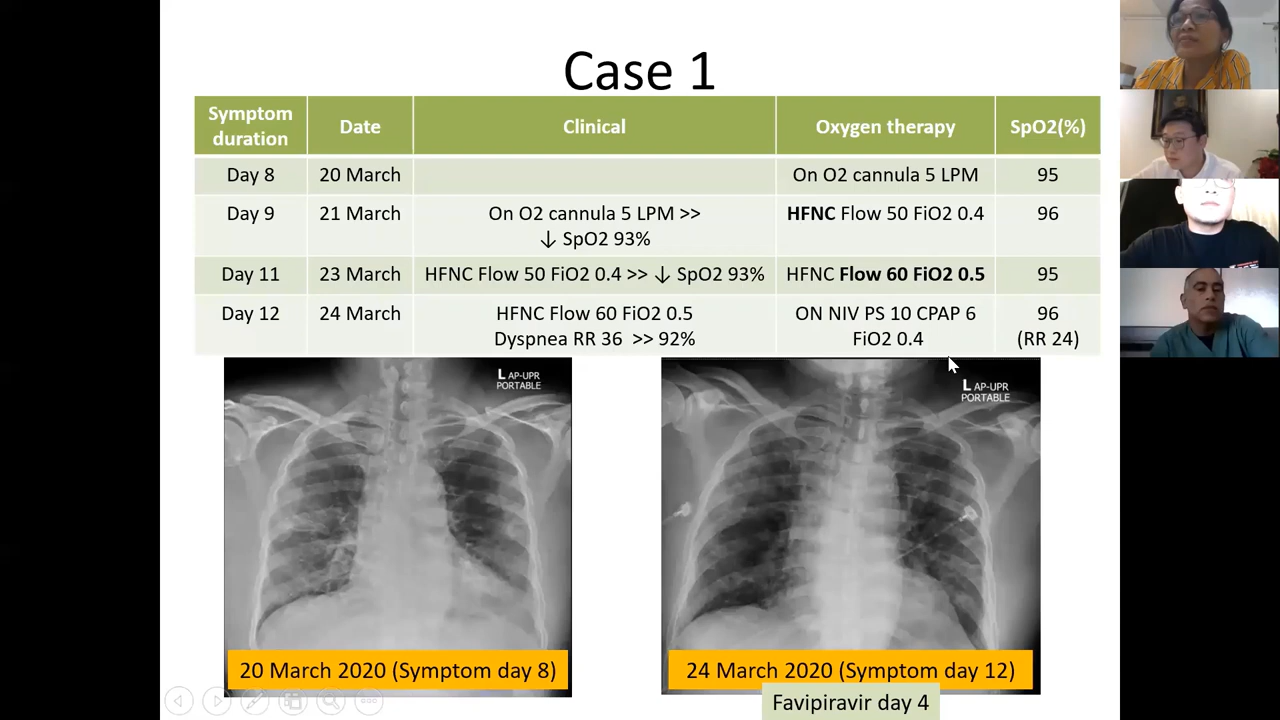 Case 1
Symptom duration Date Clinical Oxygen therapy SpO2(%)
Day 8 20 March On O2 cannula 5 LPM 95
Day 9 21 March On O2 cannula 5 LPM >> ↓ SpO2 93% HFNC Flow 50 FiO2 0.4 96
Day 11 23 March HFNC Flow 50 FiO2 0.4 >> ↓ SpO2 93% HFNC Flow 60 FiO2 0.5 95
Day 12 24 March HFNC Flow 60 FiO2 0.5 Dyspnea RR 36 >> 92% ON NIV PS 10 CPAP 6 FiO2 0.4 96 (RR 24)
L AP-UPR
PORTABLE
L AP-UPR
PORTABLE
20 March 2020 (Symptom day 8)
24 March 2020 (Symptom day 12)
Favipiravir day 4